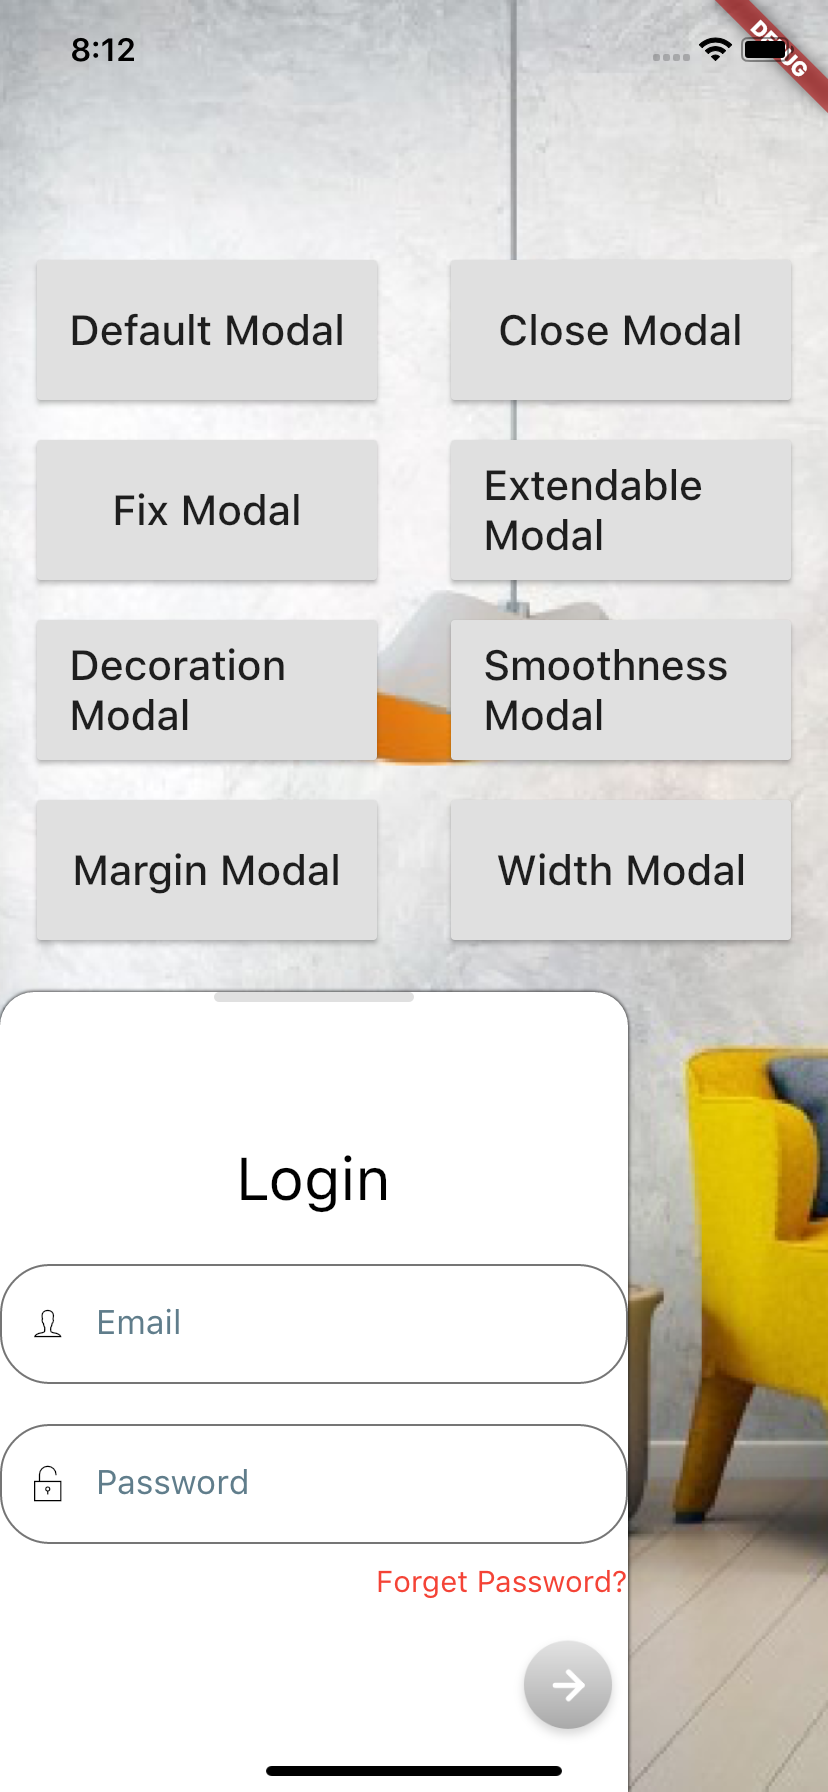 8:12
DEBUG
Default Modal
Close Modal
Fix Modal
Extendable
Modal
Decoration
Modal
Smoothness
Modal
Margin Modal
Width Modal
Login
Email
Password
Forget Password?